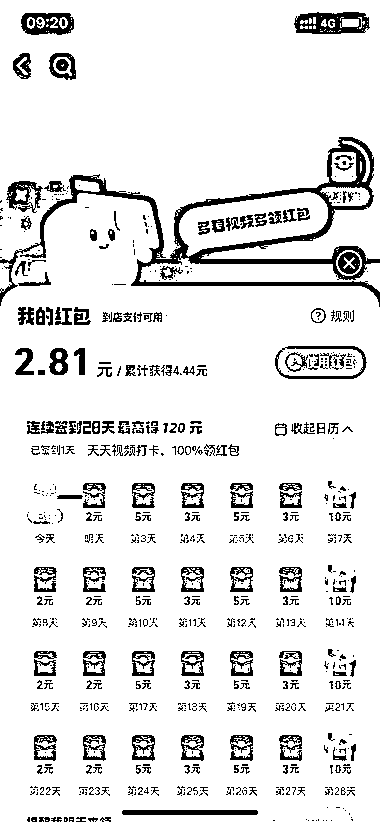 09:20
4G
多看视频多领红包
我的红包 到店支付可用
规则
2.81 元 / 累计获得4.44元
使用红包
连续签到28天 最高得 120 元
收起日历
已签到1天 天天视频打卡，100%领红包
2元 5元 3元 5元 3元 10元
今天 明天 第3天 第4天 第5天 第6天 第7天
2元 2元 5元 3元 5元 3元 10元
第8天 第9天 第10天 第11天 第12天 第13天 第14天
2元 2元 5元 3元 5元 3元 10元
第15天 第16天 第17天 第18天 第19天 第20天 第21天
2元 2元 5元 3元 5元 3元 10元
第22天 第23天 第24天 第25天 第26天 第27天 第28天